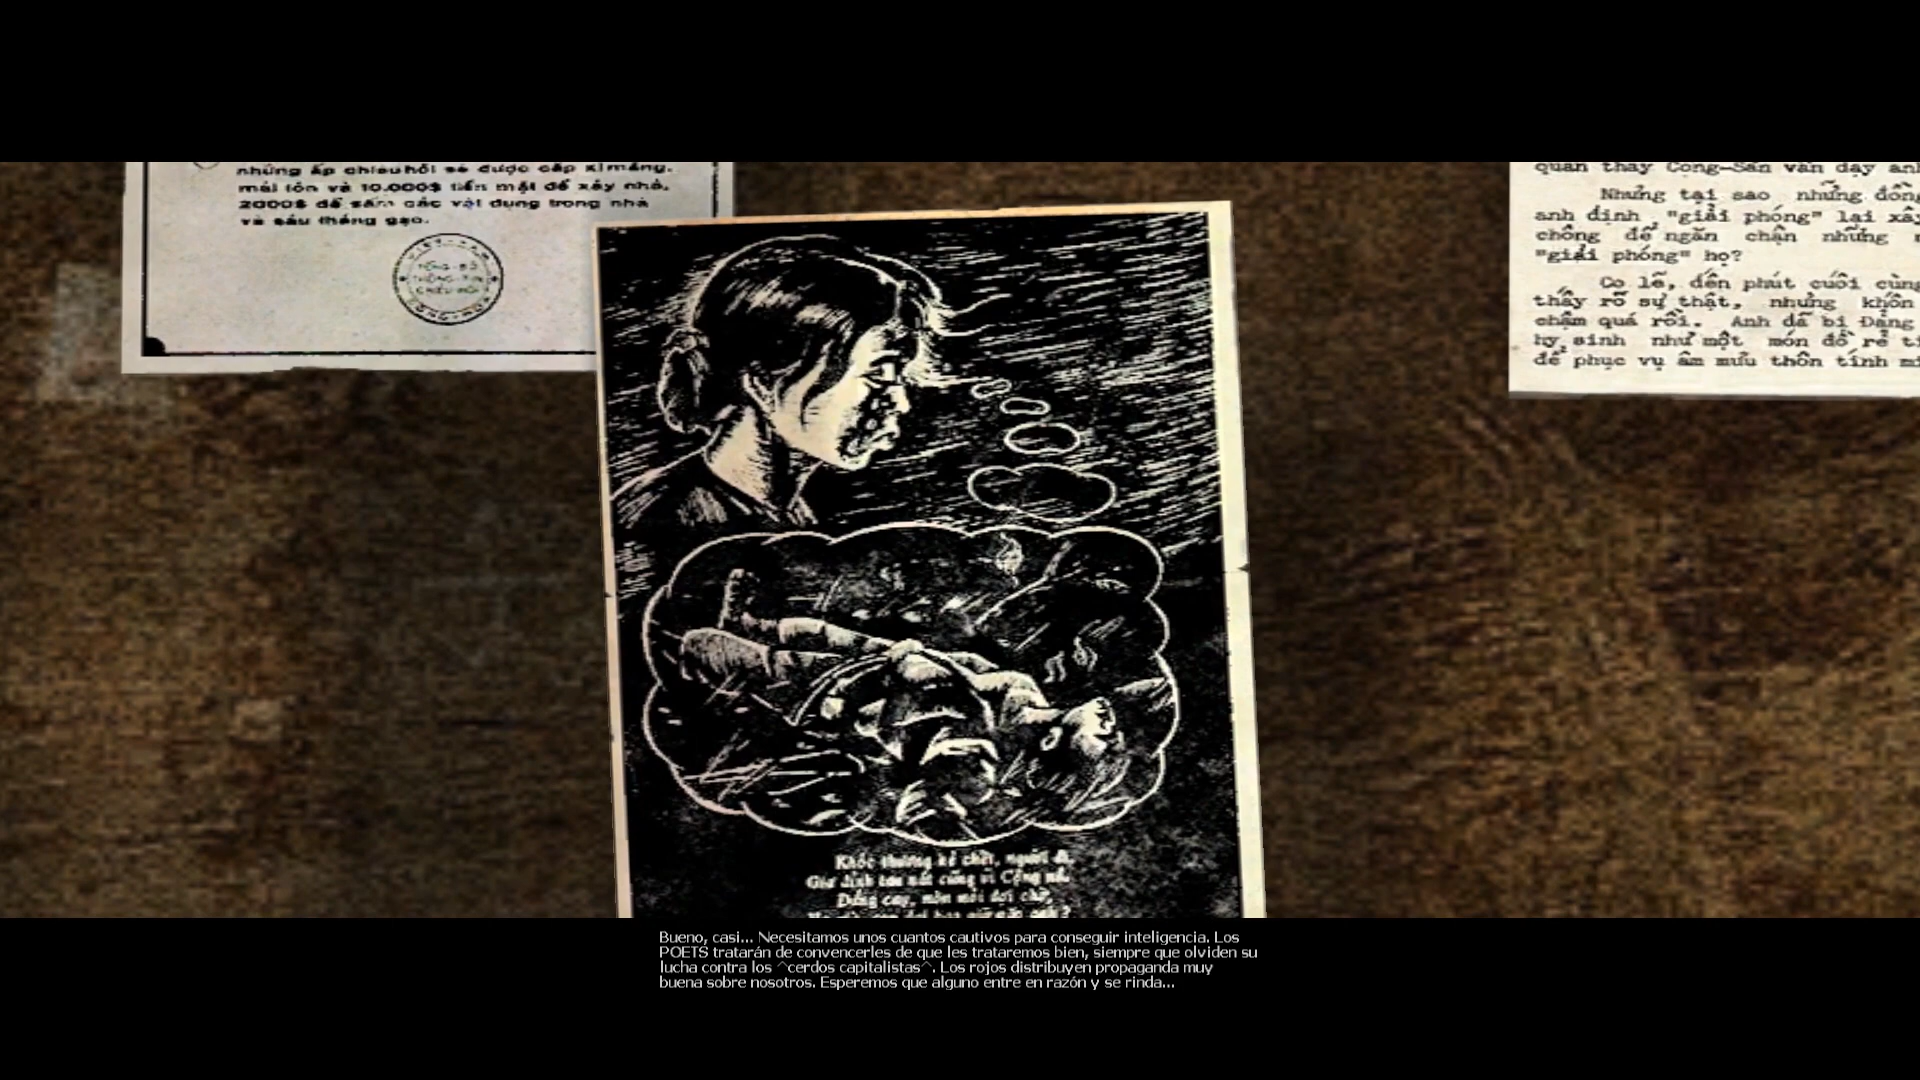 những ấp chiêu hồi sẽ được cấp xi măng,
mái tôn và 10.000$ tiền mặt để xây nhà,
2000$ để sắm các vật dụng trong nhà
và sáu tháng gạo.
quân thầy Cộng-Sản vẫn dạy anh
Nhưng tại sao những đồng
anh định "giải phóng" lại xây
chông để ngăn chận những
"giải phóng" họ?
Có lẽ, đến phút cuối cùng
thấy rõ sự thật, nhưng khôn
chậm quá rồi. Anh đã bị Đảng
hy sinh như một món đồ rẻ ti
để phục vụ âm mưu thôn tính
Khóc thương kẻ chết, người đi,
Gia đình tan nát cũng vì Cộng nô.
Đắng cay, mòn mỏi đợi chờ,
Bueno, casi... Necesitamos unos cuantos cautivos para conseguir inteligencia. Los
POETS tratarán de convencerles de que les trataremos bien, siempre que olviden su
lucha contra los ^cerdos capitalistas^. Los rojos distribuyen propaganda muy
buena sobre nosotros. Esperemos que alguno entre en razón y se rinda...